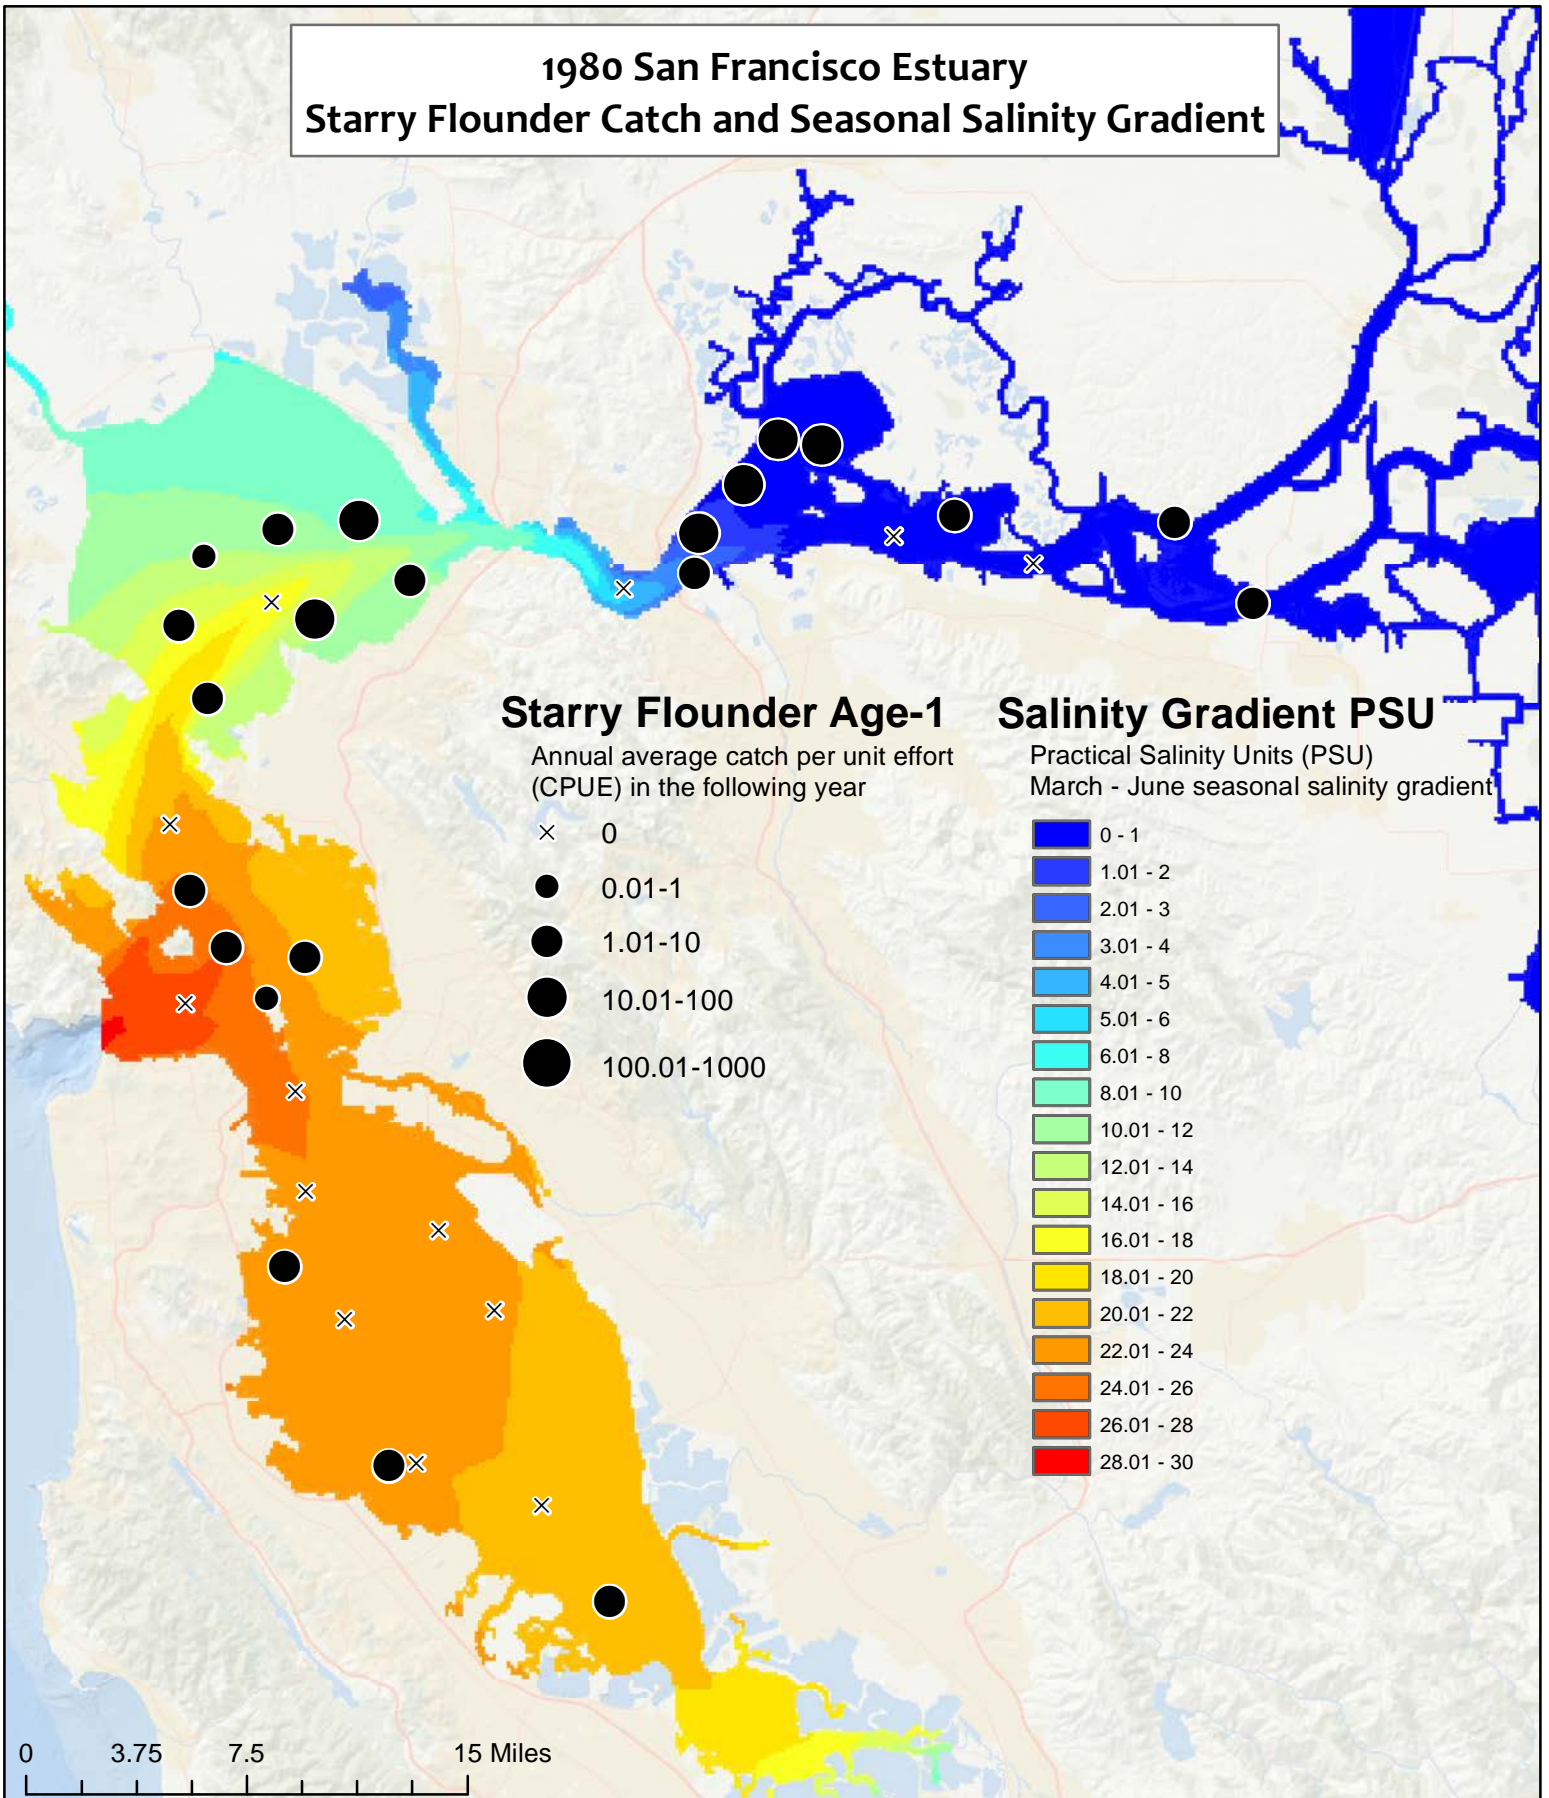 1980 San Francisco Estuary
Starry Flounder Catch and Seasonal Salinity Gradient
Starry Flounder Age-1
Annual average catch per unit effort
(CPUE) in the following year
0
0.01-1
1.01-10
10.01-100
100.01-1000
Salinity Gradient PSU
Practical Salinity Units (PSU)
March - June seasonal salinity gradient
0 - 1
1.01 - 2
2.01 - 3
3.01 - 4
4.01 - 5
5.01 - 6
6.01 - 8
8.01 - 10
10.01 - 12
12.01 - 14
14.01 - 16
16.01 - 18
18.01 - 20
20.01 - 22
22.01 - 24
24.01 - 26
26.01 - 28
28.01 - 30
0 3.75 7.5 15 Miles